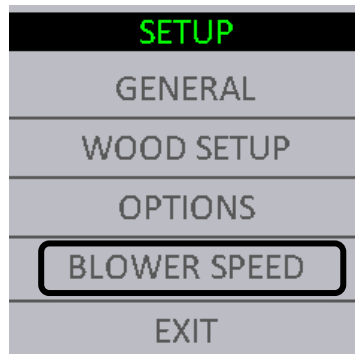 SETUP
GENERAL
WOOD SETUP
OPTIONS
BLOWER SPEED
EXIT